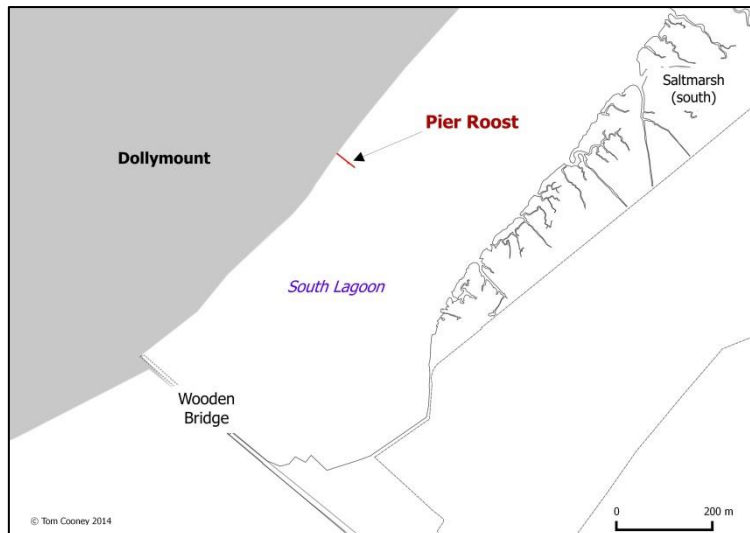 Saltmarsh
(south)
Pier Roost
Dollymount
South Lagoon
Wooden
Bridge
© Tom Cooney 2014
0
200 m